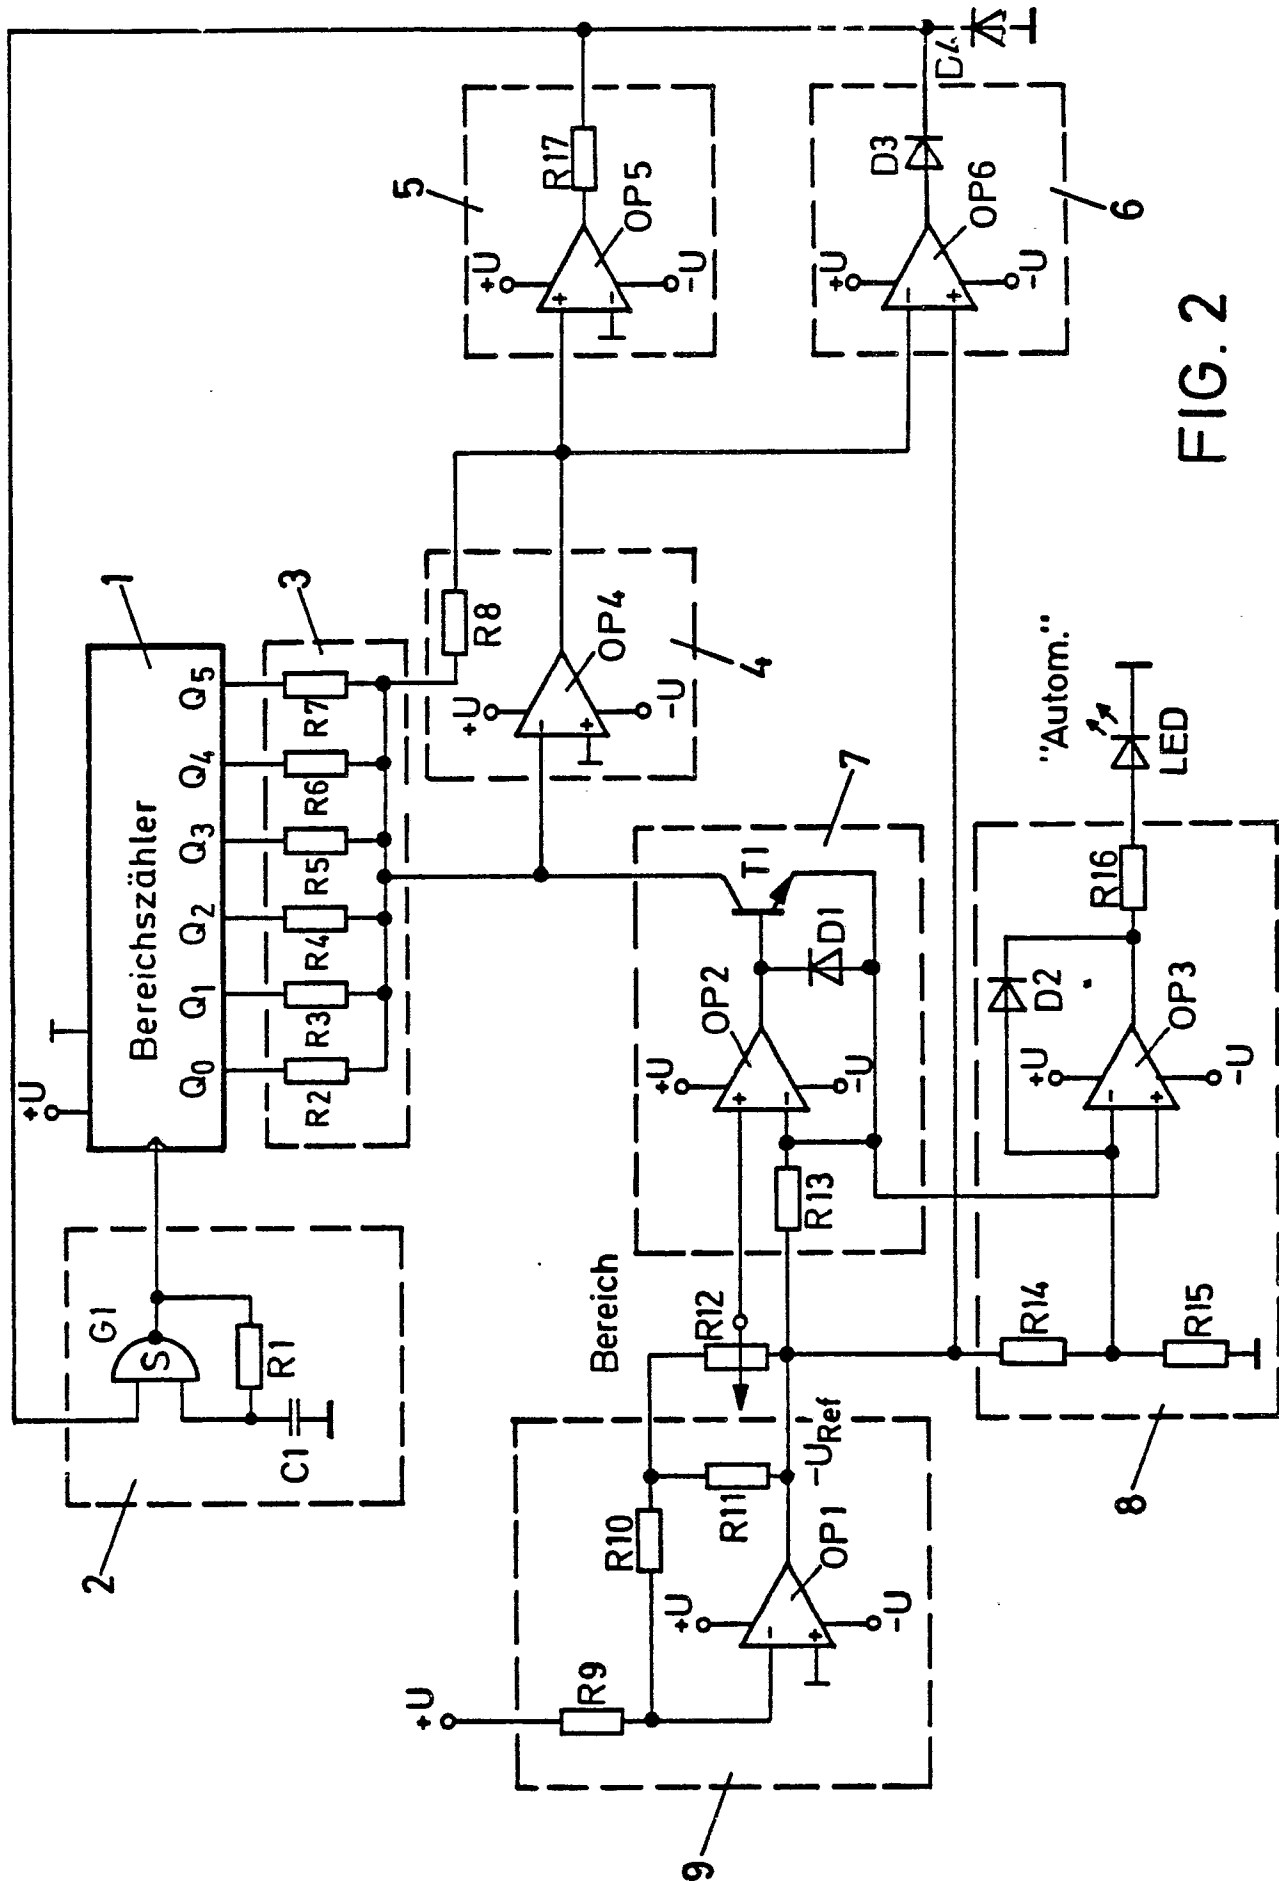 1
+U
Bereichszähler
Q0 Q1 Q2 Q3 Q4 Q5
2
G1
S
R1
C1
3
R2 R3 R4 R5 R6 R7
4
R8
+U
OP4
-U
- +
5
R17
+U
OP5
-U
+ -
6
D3
+U
OP6
-U
- +
D4
7
T1
D1
OP2
+U
-U
+ -
R13
Bereich
R12
8
R14
R15
D2
+U
OP3
-U
- +
R16
LED
"Autom."
9
+U
R9
R10
R11
-URef
+U
OP1
-U
- +
FIG. 2